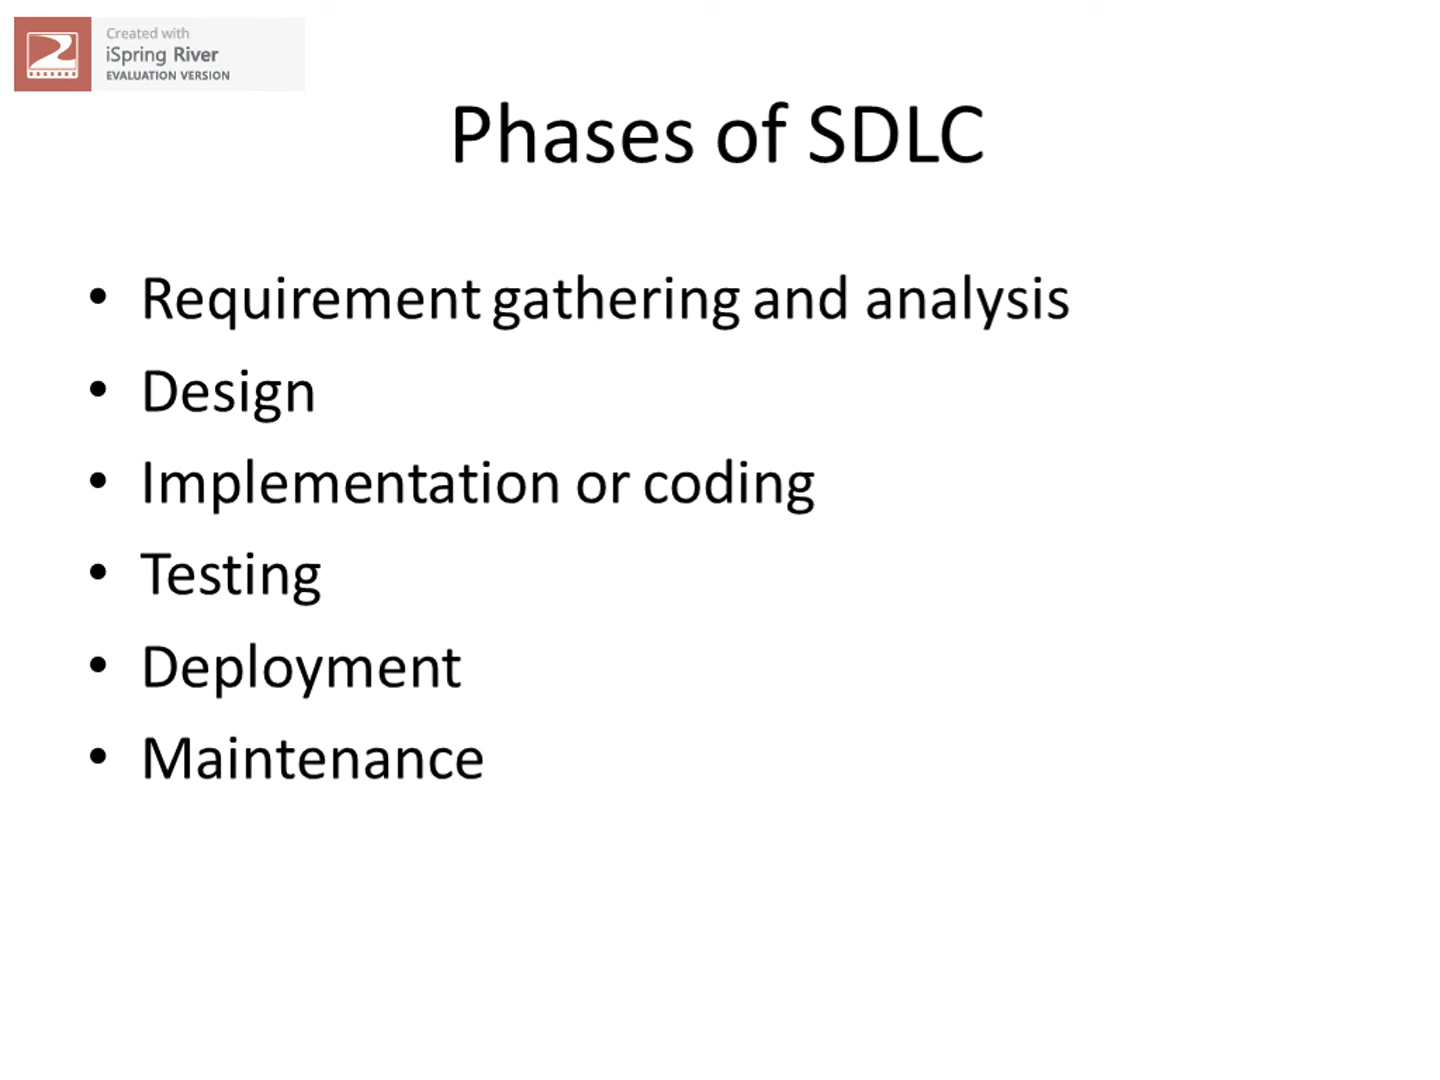 Created with
iSpring River
EVALUATION VERSION
Phases of SDLC
• Requirement gathering and analysis
• Design
• Implementation or coding
• Testing
• Deployment
• Maintenance